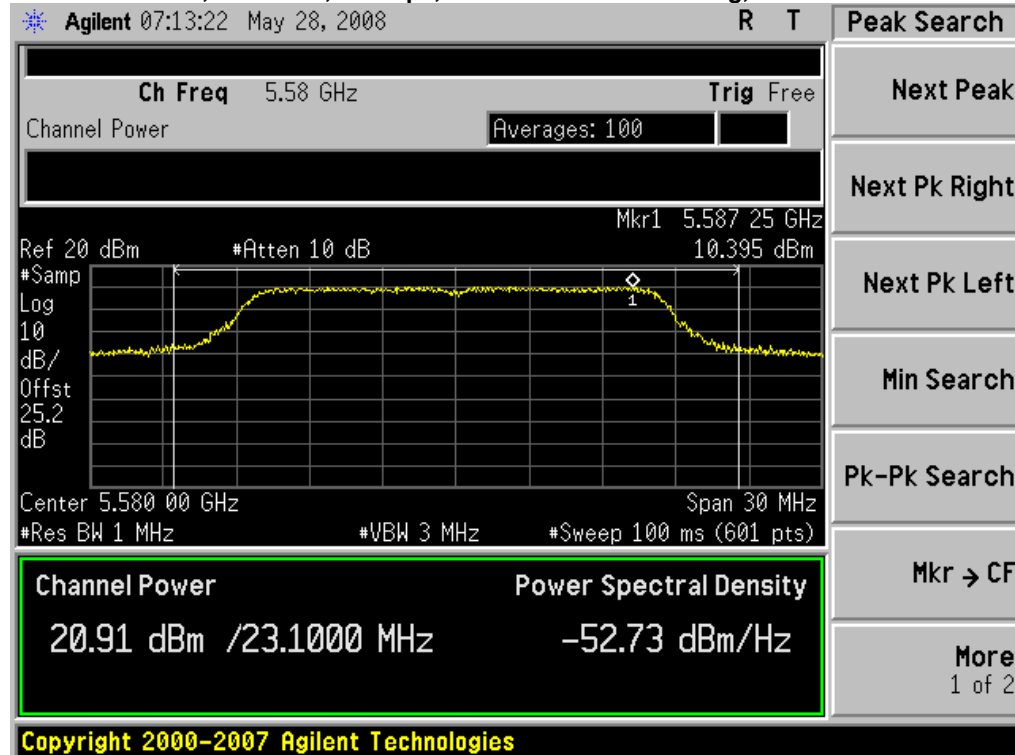 Agilent 07:13:22 May 28, 2008 R T Peak Search
Ch Freq 5.58 GHz Trig Free
Channel Power Averages: 100
Mkr1 5.587 25 GHz
Ref 20 dBm #Atten 10 dB 10.395 dBm
#Samp
Log
10
dB/
Offst
25.2
dB
1
Center 5.580 00 GHz Span 30 MHz
#Res BW 1 MHz #VBW 3 MHz #Sweep 100 ms (601 pts)
Channel Power Power Spectral Density
20.91 dBm /23.1000 MHz -52.73 dBm/Hz
Copyright 2000-2007 Agilent Technologies
Next Peak
Next Pk Right
Next Pk Left
Min Search
Pk-Pk Search
Mkr → CF
More
1 of 2